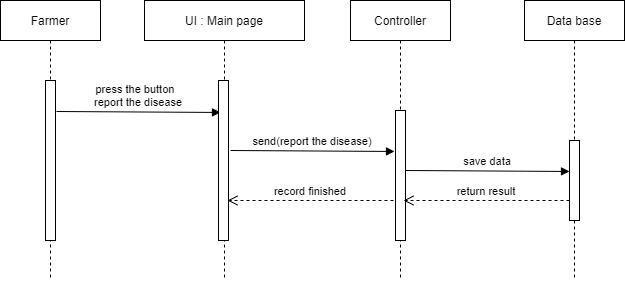 Farmer
UI : Main page
Controller
Data base
press the button
report the disease
send(report the disease)
save data
record finished
return result